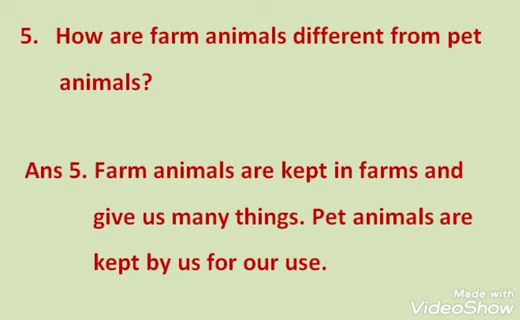 5. How are farm animals different from pet
animals?
Ans 5. Farm animals are kept in farms and
give us many things. Pet animals are
kept by us for our use.
Made with
VideoShow